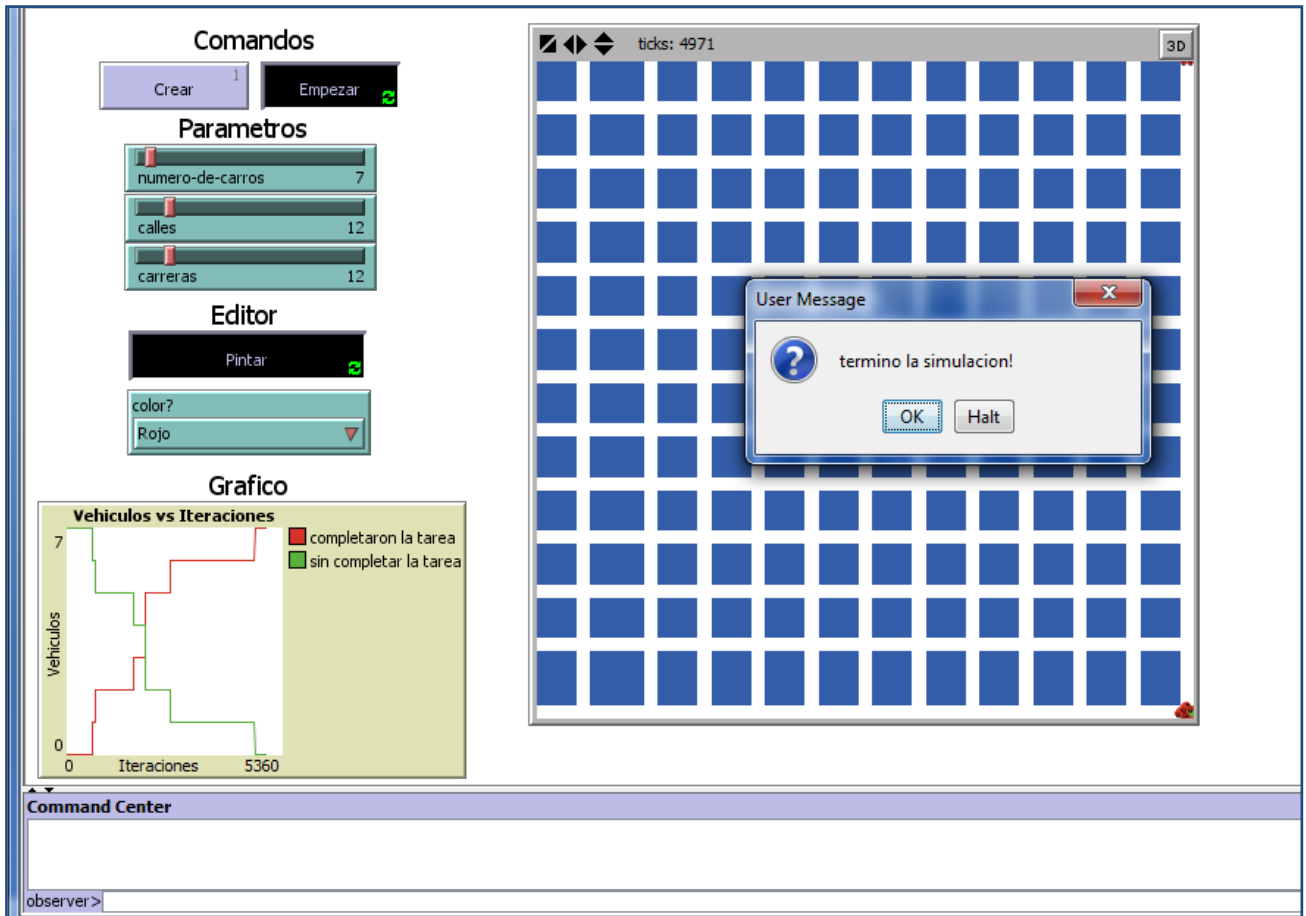 Comandos
Crear
1
Empezar
Parametros
numero-de-carros 7
calles 12
carreras 12
Editor
Pintar
color?
Rojo
Grafico
Vehiculos vs Iteraciones
7
Vehiculos
0
0 Iteraciones 5360
completaron la tarea
sin completar la tarea
ticks: 4971
3D
User Message
X
termino la simulacion!
OK Halt
Command Center
observer>